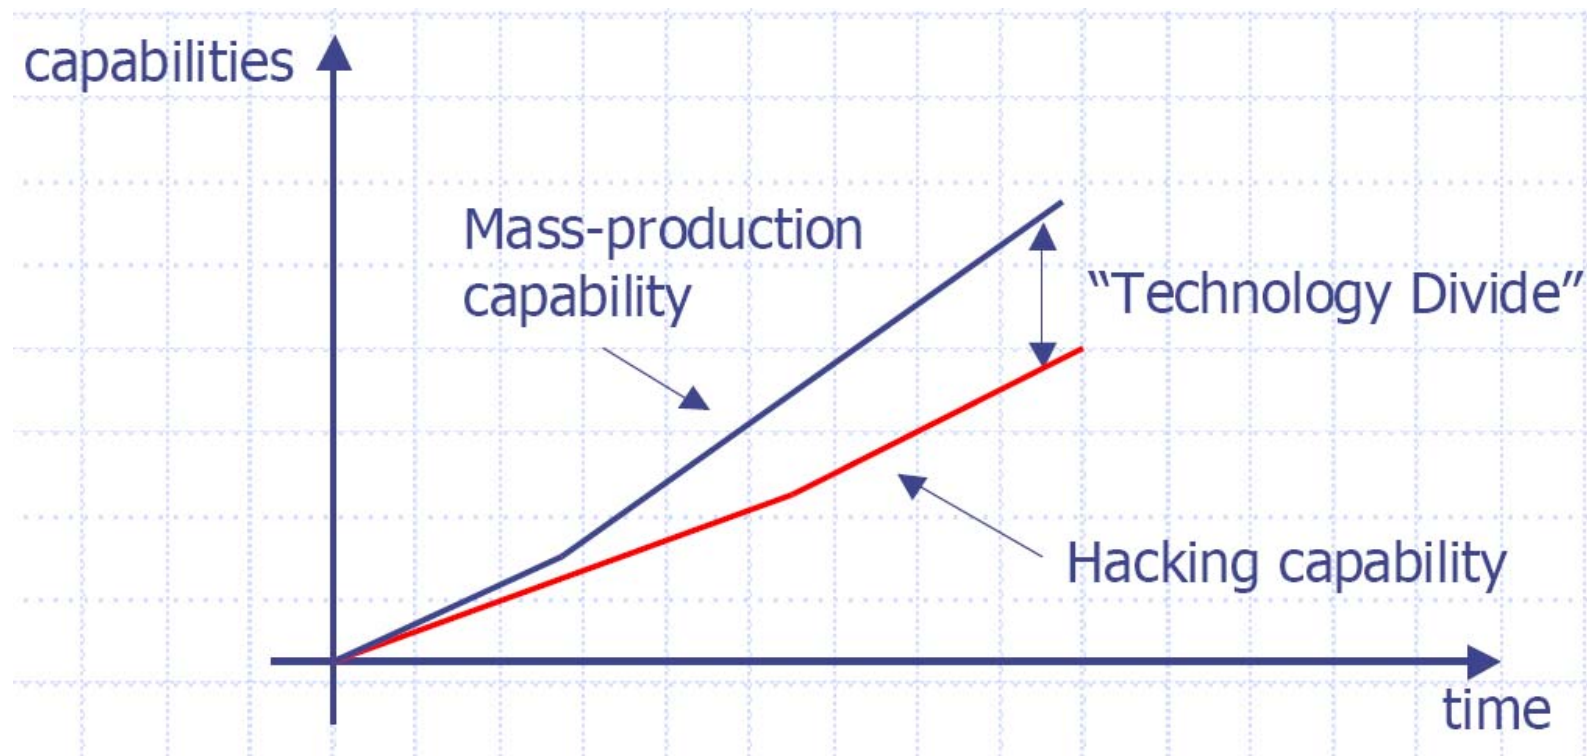 capabilities
Mass-production
capability
“Technology Divide”
Hacking capability
time